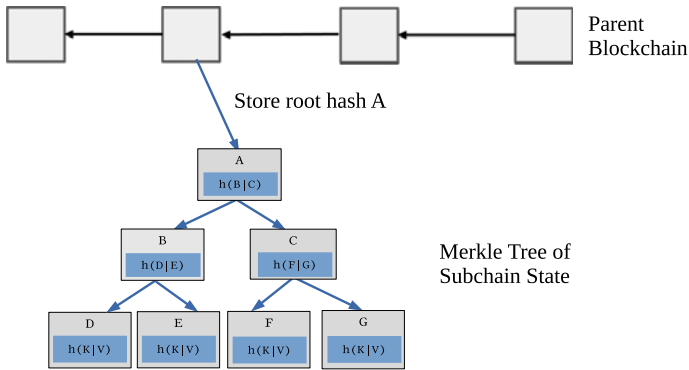 Parent
Blockchain
Store root hash A
A
h(B|C)
B
h(D|E)
C
h(F|G)
Merkle Tree of
Subchain State
D
h(K|V)
E
h(K|V)
F
h(K|V)
G
h(K|V)